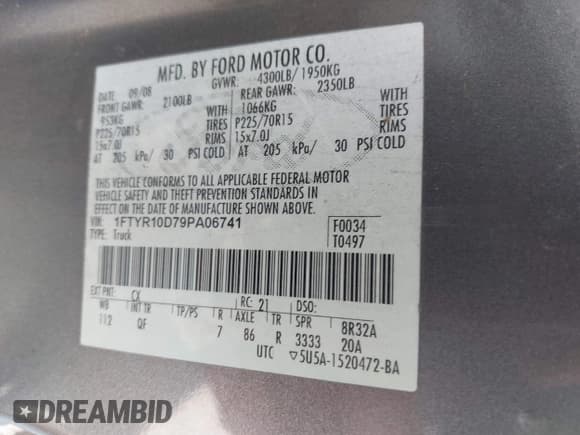 MFD. BY FORD MOTOR CO.
DATE 09/08 GVWR: 4300LB/ 1950KG
FRONT GAWR: 2100LB REAR GAWR: 2350LB
953KG WITH 1066KG WITH
P225/70R15 TIRES P225/70R15 TIRES
15x7.0J RIMS 15x7.0J RIMS
AT 205 kPa/ 30 PSI COLD AT 205 kPa/ 30 PSI COLD
THIS VEHICLE CONFORMS TO ALL APPLICABLE FEDERAL MOTOR
VEHICLE SAFETY AND THEFT PREVENTION STANDARDS IN
EFFECT ON THE DATE OF MANUFACTURE SHOWN ABOVE.
VIN: 1FTYR10D79PA06741 F0034
TYPE: Truck T0497
EXT PNT: CX RC: 21 DSO:
WB INT TR TP/PS R AXLE TR SPR 8R32A
112 QF 7 86 R 3333 20A
UTC ▽5U5A-1520472-BA
DREAMBID